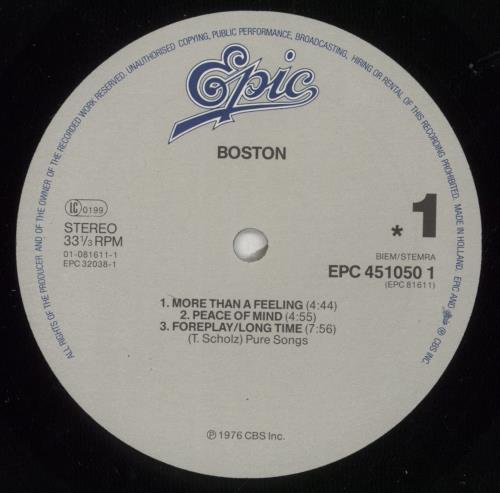 ALL RIGHTS OF THE PRODUCER AND OF THE OWNER OF THE RECORDED WORK RESERVED. UNAUTHORISED COPYING, PUBLIC PERFORMANCE, BROADCASTING, HIRING OR RENTAL OF THIS RECORDING PROHIBITED. MADE IN HOLLAND. EPIC AND Epic ® CBS INC.
Epic
BOSTON
LC 0199
STEREO
33⅓ RPM
01-081611-1
EPC 32038-1
* 1
BIEM/STEMRA
EPC 451050 1
(EPC 81611)
1. MORE THAN A FEELING (4:44)
2. PEACE OF MIND (4:55)
3. FOREPLAY/LONG TIME (7:56)
(T. Scholz) Pure Songs
℗ 1976 CBS Inc.